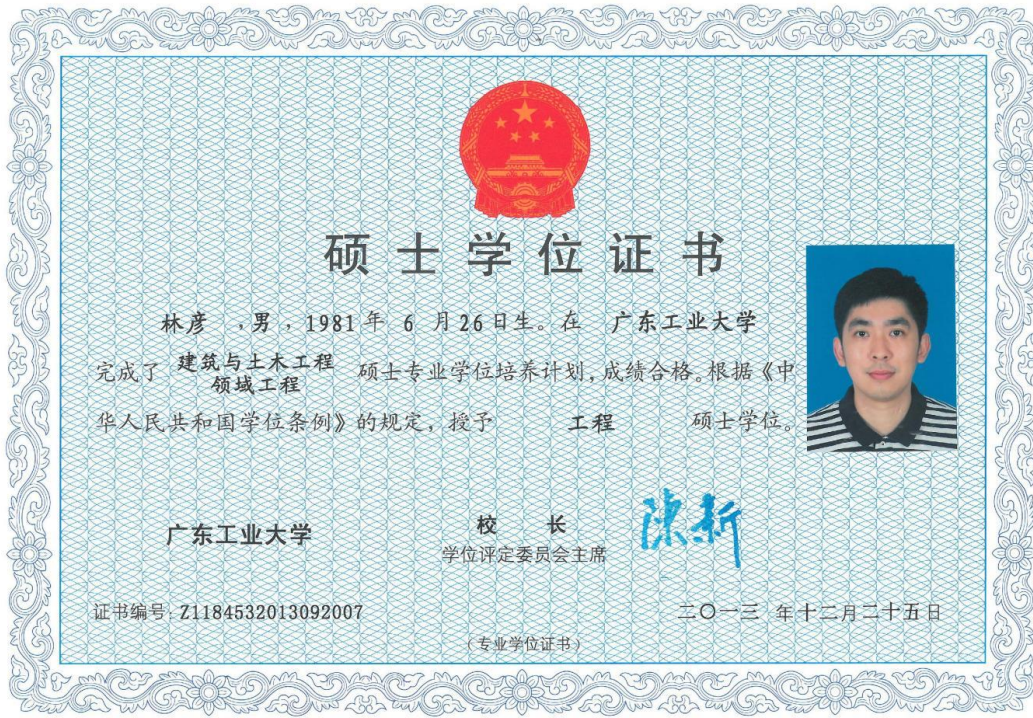 硕士学位证书
林彦 ,男,1981年 6 月26日生。在 广东工业大学
完成了 建筑与土木工程领域工程 硕士专业学位培养计划,成绩合格。根据《中
华人民共和国学位条例》的规定,授予 工程 硕士学位。
广东工业大学
校 长
学位评定委员会主席
陈新
证书编号: Z1184532013092007
二〇一三 年十二月二十五日
(专业学位证书)